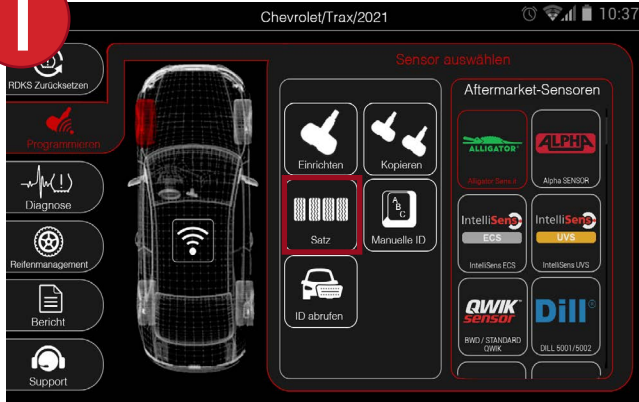 1
Chevrolet/Trax/2021
10:37
RDKS Zurücksetzen
Programmieren
Diagnose
Reifenmanagement
Bericht
Support
Sensor auswählen
Einrichten
Kopieren
Satz
A
B
C
Manuelle ID
ID abrufen
Aftermarket-Sensoren
ALLIGATOR
Alligator Sens.it
ALPHA
Alpha SENSOR
IntelliSens
ECS
IntelliSens ECS
IntelliSens
UVS
IntelliSens UVS
QWIK
sensor
BWD / STANDARD
QWIK
Dill®
DILL 5001/5002